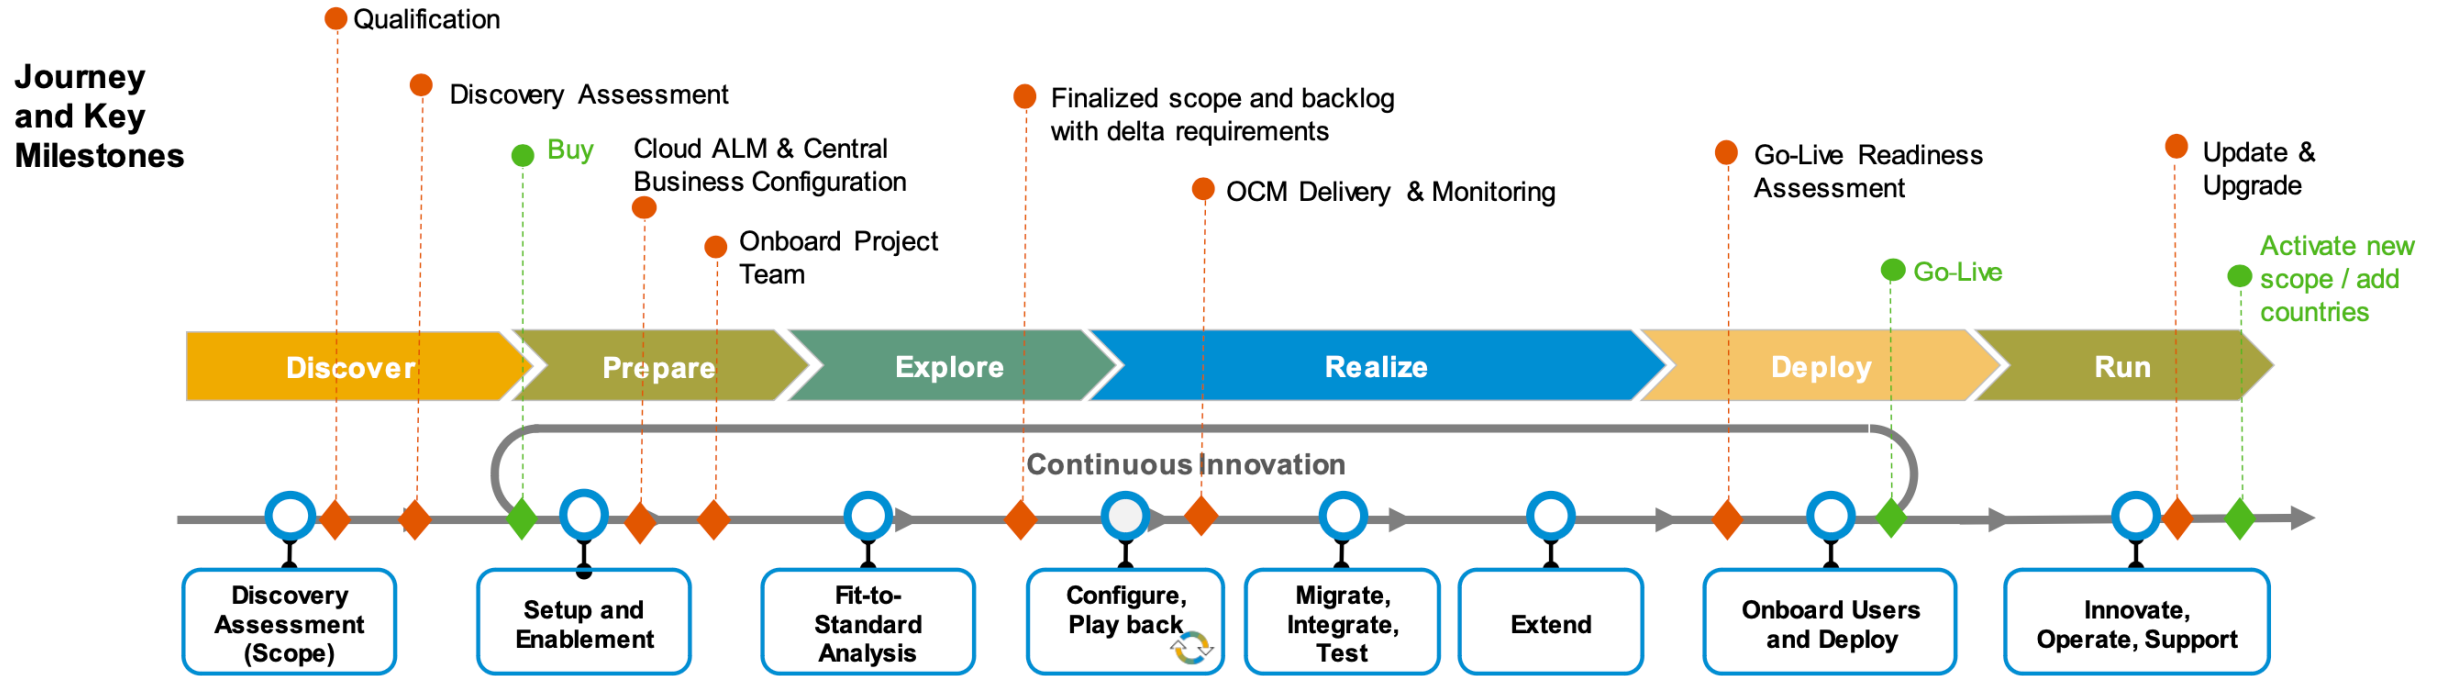 Qualification
Journey
and Key
Milestones
Discovery Assessment
Buy
Cloud ALM & Central
Business Configuration
Onboard Project
Team
Finalized scope and backlog
with delta requirements
OCM Delivery & Monitoring
Go-Live Readiness
Assessment
Go-Live
Update &
Upgrade
Activate new
scope / add
countries
Discover
Prepare
Explore
Realize
Deploy
Run
Continuous Innovation
Discovery
Assessment
(Scope)
Setup and
Enablement
Fit-to-
Standard
Analysis
Configure,
Play back
Migrate,
Integrate,
Test
Extend
Onboard Users
and Deploy
Innovate,
Operate, Support